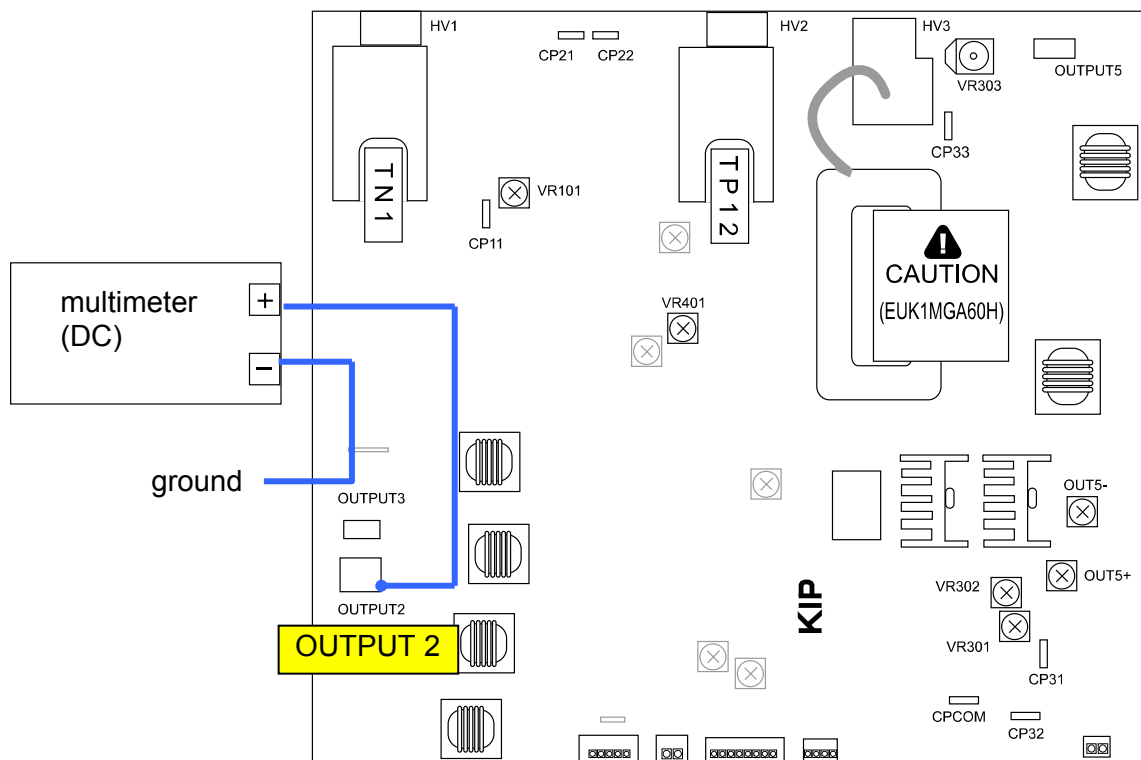 HV1
HV2
HV3
CP21
CP22
VR303
OUTPUT5
CP33
TN1
VR101
CP11
TP12
CAUTION
(EUK1MGA60H)
multimeter
(DC)
+
−
VR401
ground
OUTPUT3
OUTPUT2
OUTPUT 2
OUT5-
OUT5+
VR302
VR301
KIP
CP31
CPCOM
CP32